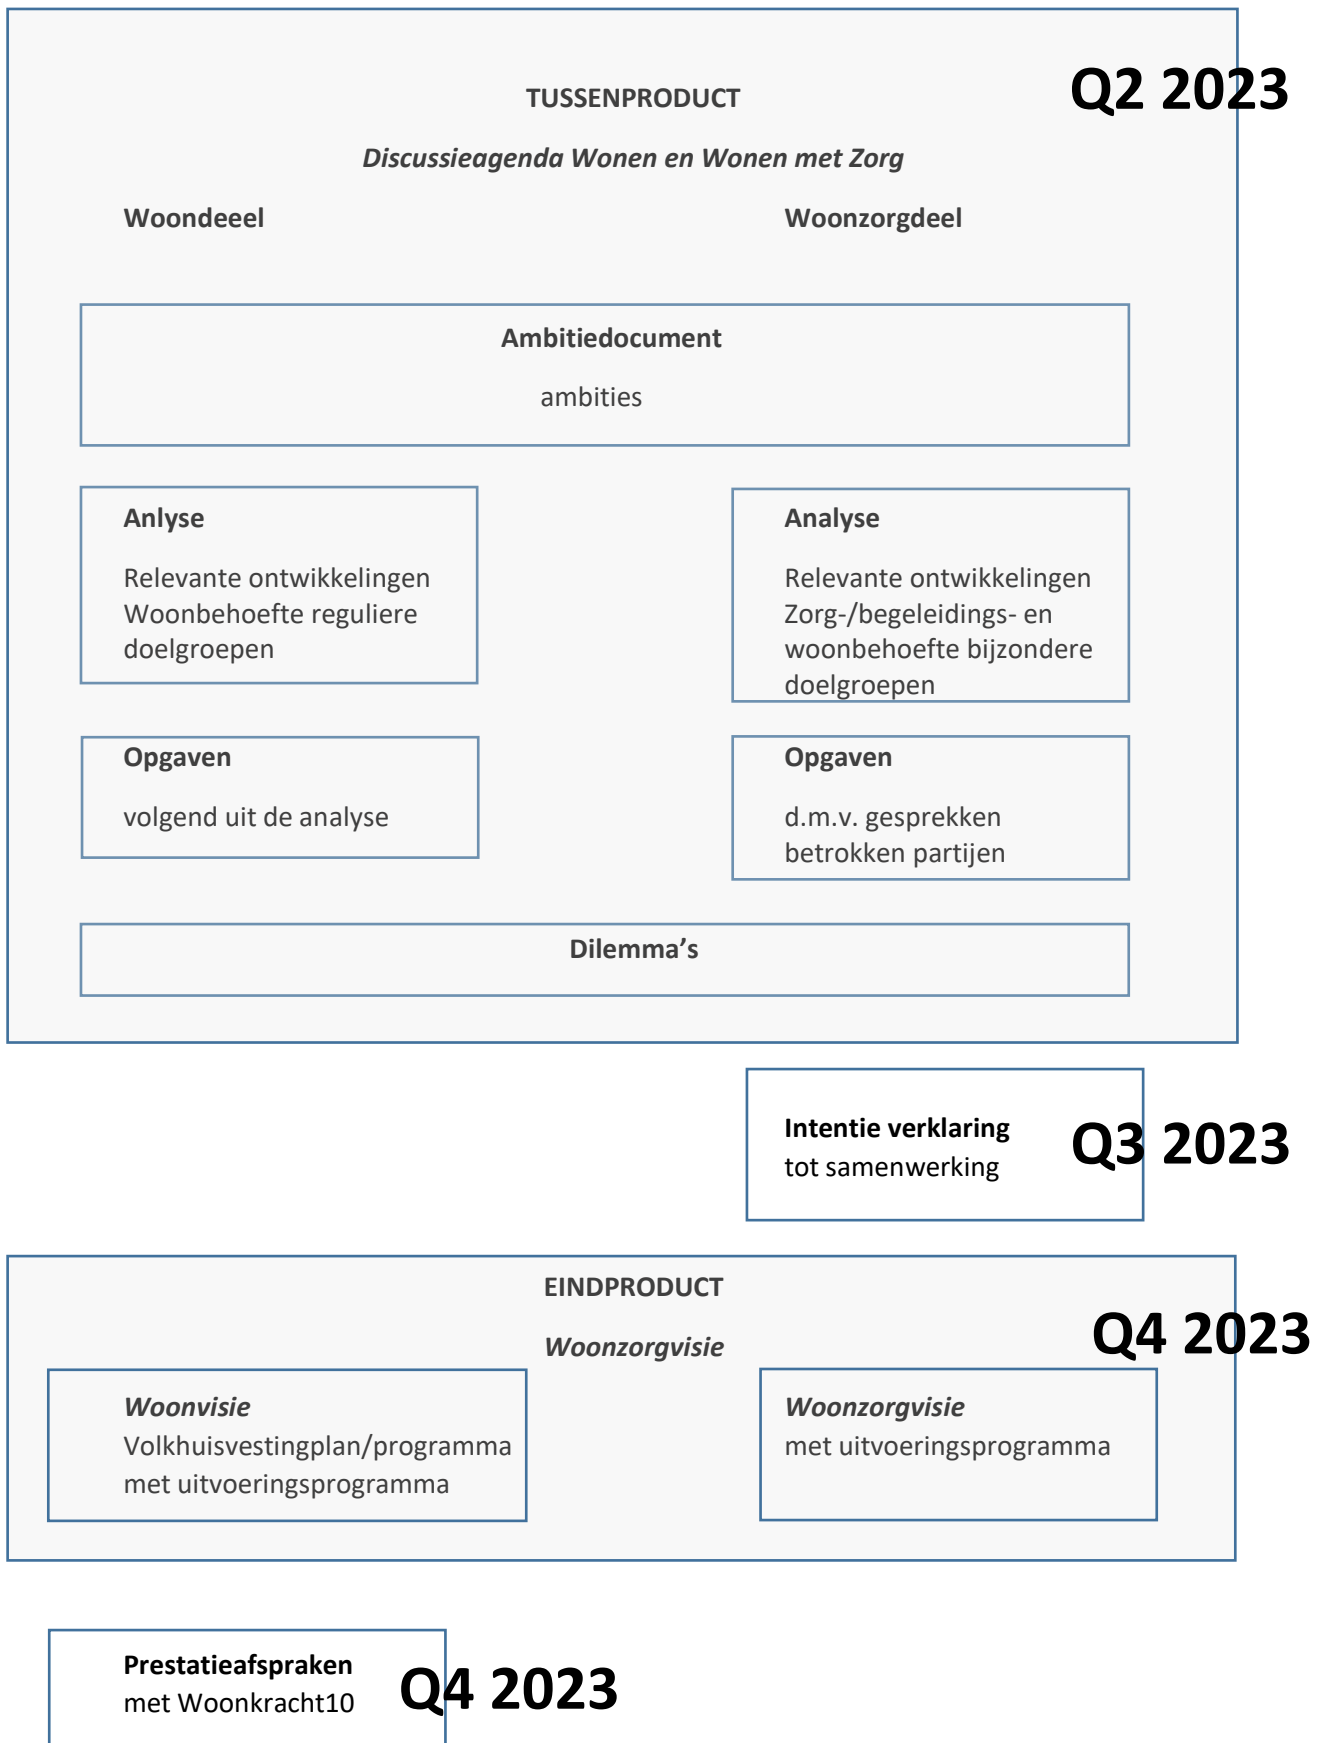 Q2 2023
TUSSENPRODUCT
Discussieagenda Wonen en Wonen met Zorg
Woondeeel
Woonzorgdeel
Ambitiedocument
ambities
Anlyse
Relevante ontwikkelingen
Woonbehoefte reguliere
doelgroepen
Analyse
Relevante ontwikkelingen
Zorg-/begeleidings- en
woonbehoefte bijzondere
doelgroepen
Opgaven
volgend uit de analyse
Opgaven
d.m.v. gesprekken
betrokken partijen
Dilemma’s
Intentie verklaring
tot samenwerking
Q3 2023
EINDPRODUCT
Woonzorgvisie
Q4 2023
Woonvisie
Volkhuisvestingplan/programma
met uitvoeringsprogramma
Woonzorgvisie
met uitvoeringsprogramma
Prestatieafspraken
met Woonkracht10
Q4 2023